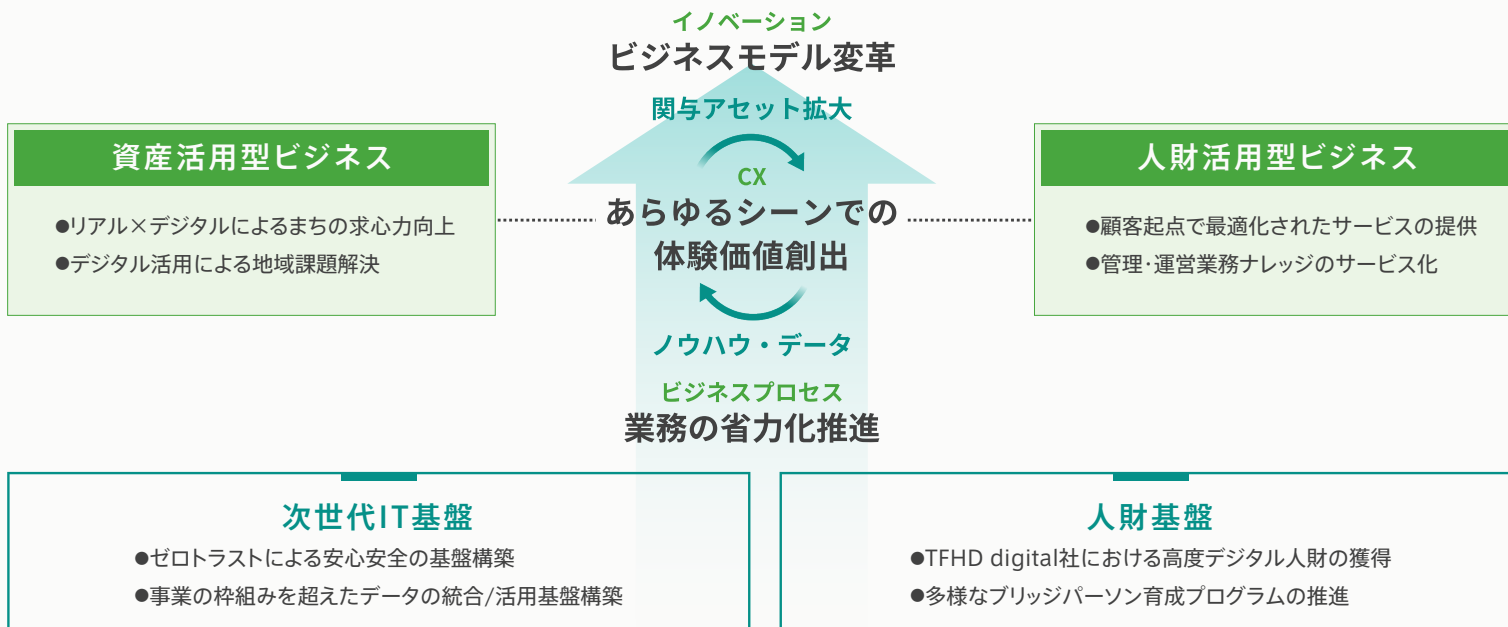 イノベーション
ビジネスモデル変革
関与アセット拡大
資産活用型ビジネス
●リアル×デジタルによるまちの求心力向上
●デジタル活用による地域課題解決
CX
あらゆるシーンでの
体験価値創出
人財活用型ビジネス
●顧客起点で最適化されたサービスの提供
●管理・運営業務ナレッジのサービス化
ノウハウ・データ
ビジネスプロセス
業務の省力化推進
次世代IT基盤
●ゼロトラストによる安心安全の基盤構築
●事業の枠組みを超えたデータの統合/活用基盤構築
人財基盤
●TFHD digital社における高度デジタル人財の獲得
●多様なブリッジパーソン育成プログラムの推進